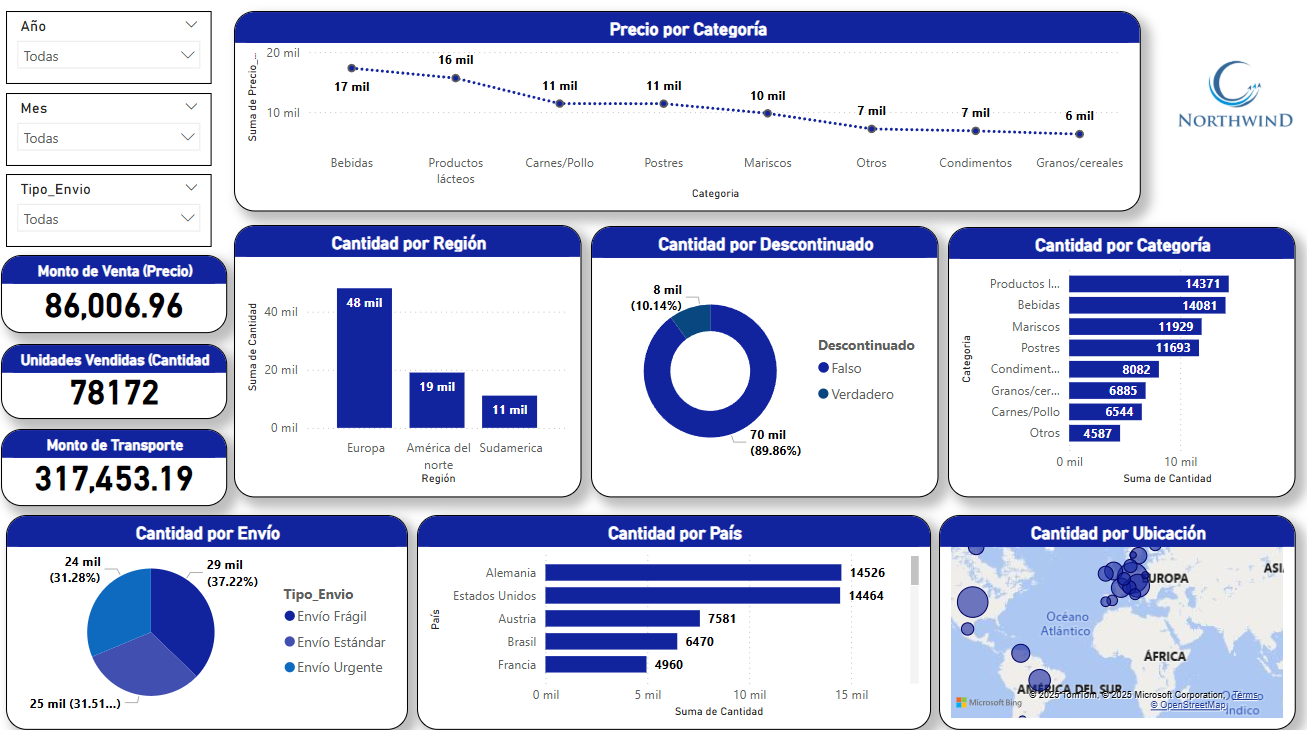 Año
Todas
Mes
Todas
Tipo_Envio
Todas
Precio por Categoría
Suma de Precio_...
20 mil
10 mil
17 mil
16 mil
11 mil
11 mil
10 mil
7 mil
7 mil
6 mil
Bebidas
Productos
lácteos
Carnes/Pollo
Postres
Mariscos
Otros
Condimentos
Granos/cereales
Categoria
NORTHWIND
Monto de Venta (Precio)
86,006.96
Unidades Vendidas (Cantidad
78172
Monto de Transporte
317,453.19
Cantidad por Región
Suma de Cantidad
40 mil
20 mil
0 mil
48 mil
19 mil
11 mil
Europa
América del
norte
Sudamerica
Región
Cantidad por Descontinuado
8 mil
(10.14%)
70 mil
(89.86%)
Descontinuado
Falso
Verdadero
Cantidad por Categoría
Categoria
Productos l... 14371
Bebidas 14081
Mariscos 11929
Postres 11693
Condiment... 8082
Granos/cer... 6885
Carnes/Pollo 6544
Otros 4587
0 mil 10 mil
Suma de Cantidad
Cantidad por Envío
24 mil
(31.28%)
29 mil
(37.22%)
25 mil (31.51...)
Tipo_Envio
Envío Frágil
Envío Estándar
Envío Urgente
Cantidad por País
País
Alemania 14526
Estados Unidos 14464
Austria 7581
Brasil 6470
Francia 4960
0 mil 5 mil 10 mil 15 mil
Suma de Cantidad
Cantidad por Ubicación
EUROPA
ASI
Océano
Atlántico
ÁFRICA
AMÉRICA DEL SUR
Océano
Índico
Microsoft Bing
© 2025 TomTom, © 2025 Microsoft Corporation, Terms
© OpenStreetMap